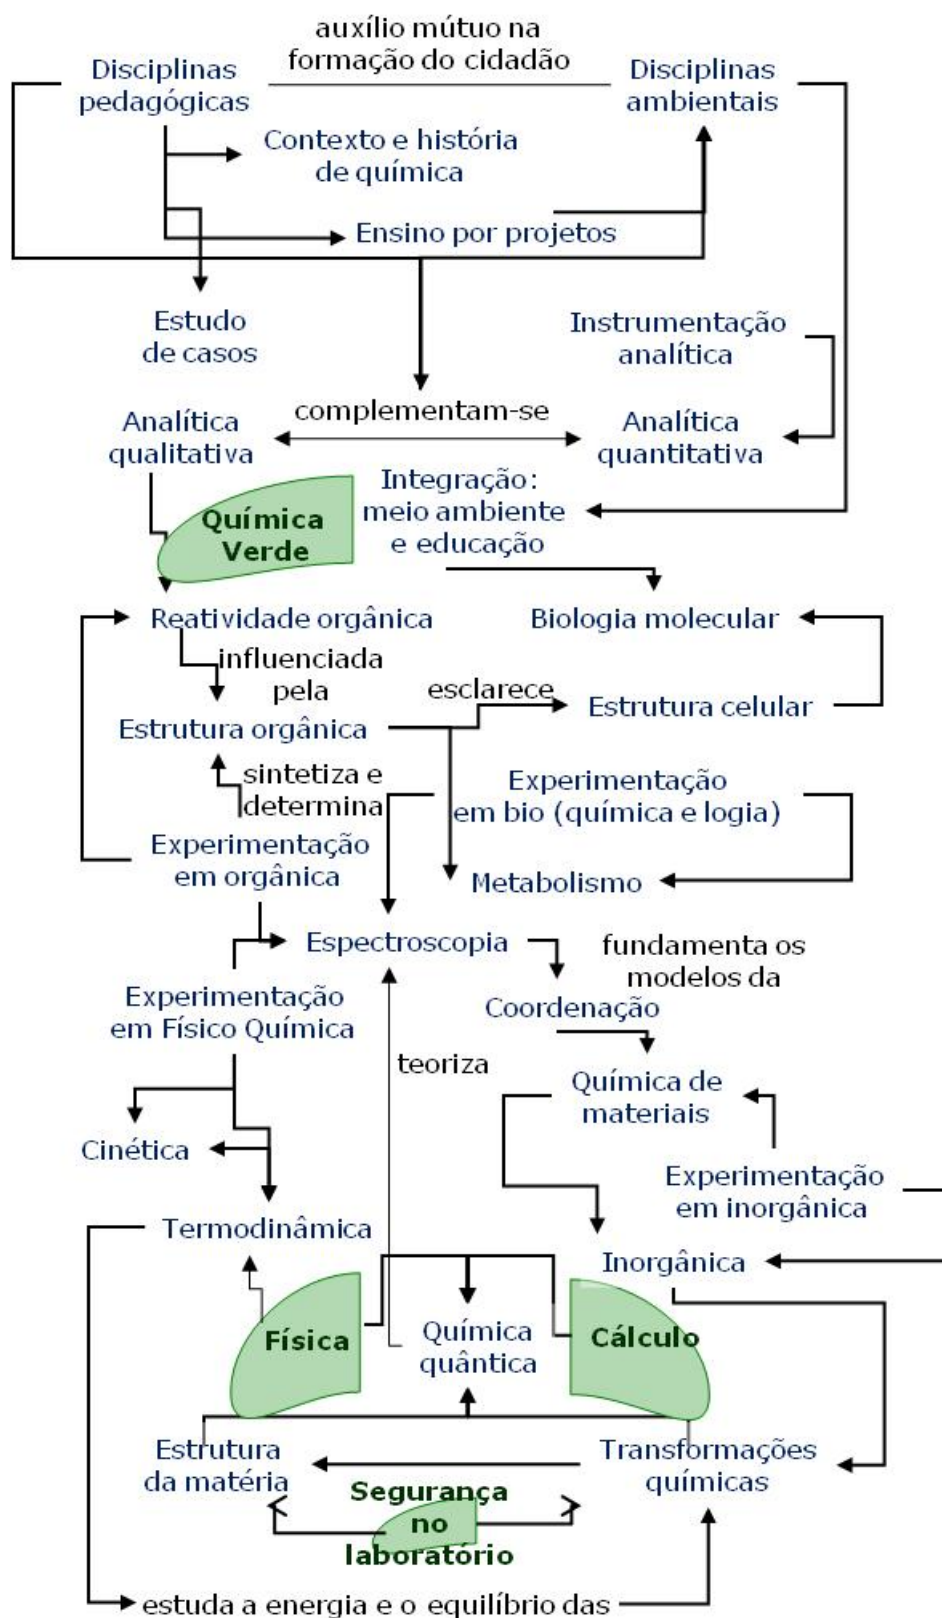 auxílio mútuo na
formação do cidadão
Disciplinas
pedagógicas
Disciplinas
ambientais
Contexto e história
de química
Ensino por projetos
Estudo
de casos
Instrumentação
analítica
complementam-se
Analítica
qualitativa
Analítica
quantitativa
Química
Verde
Integração:
meio ambiente
e educação
Reatividade orgânica
Biologia molecular
influenciada
pela
esclarece
Estrutura celular
Estrutura orgânica
sintetiza e
determina
Experimentação
em bio (química e logia)
Experimentação
em orgânica
Metabolismo
Espectroscopia
fundamenta os
modelos da
Experimentação
em Físico Química
Coordenação
teoriza
Química de
materiais
Cinética
Experimentação
em inorgânica
Termodinâmica
Inorgânica
Física
Química
quântica
Cálculo
Estrutura
da matéria
Transformações
químicas
Segurança
no
laboratório
estuda a energia e o equilíbrio das